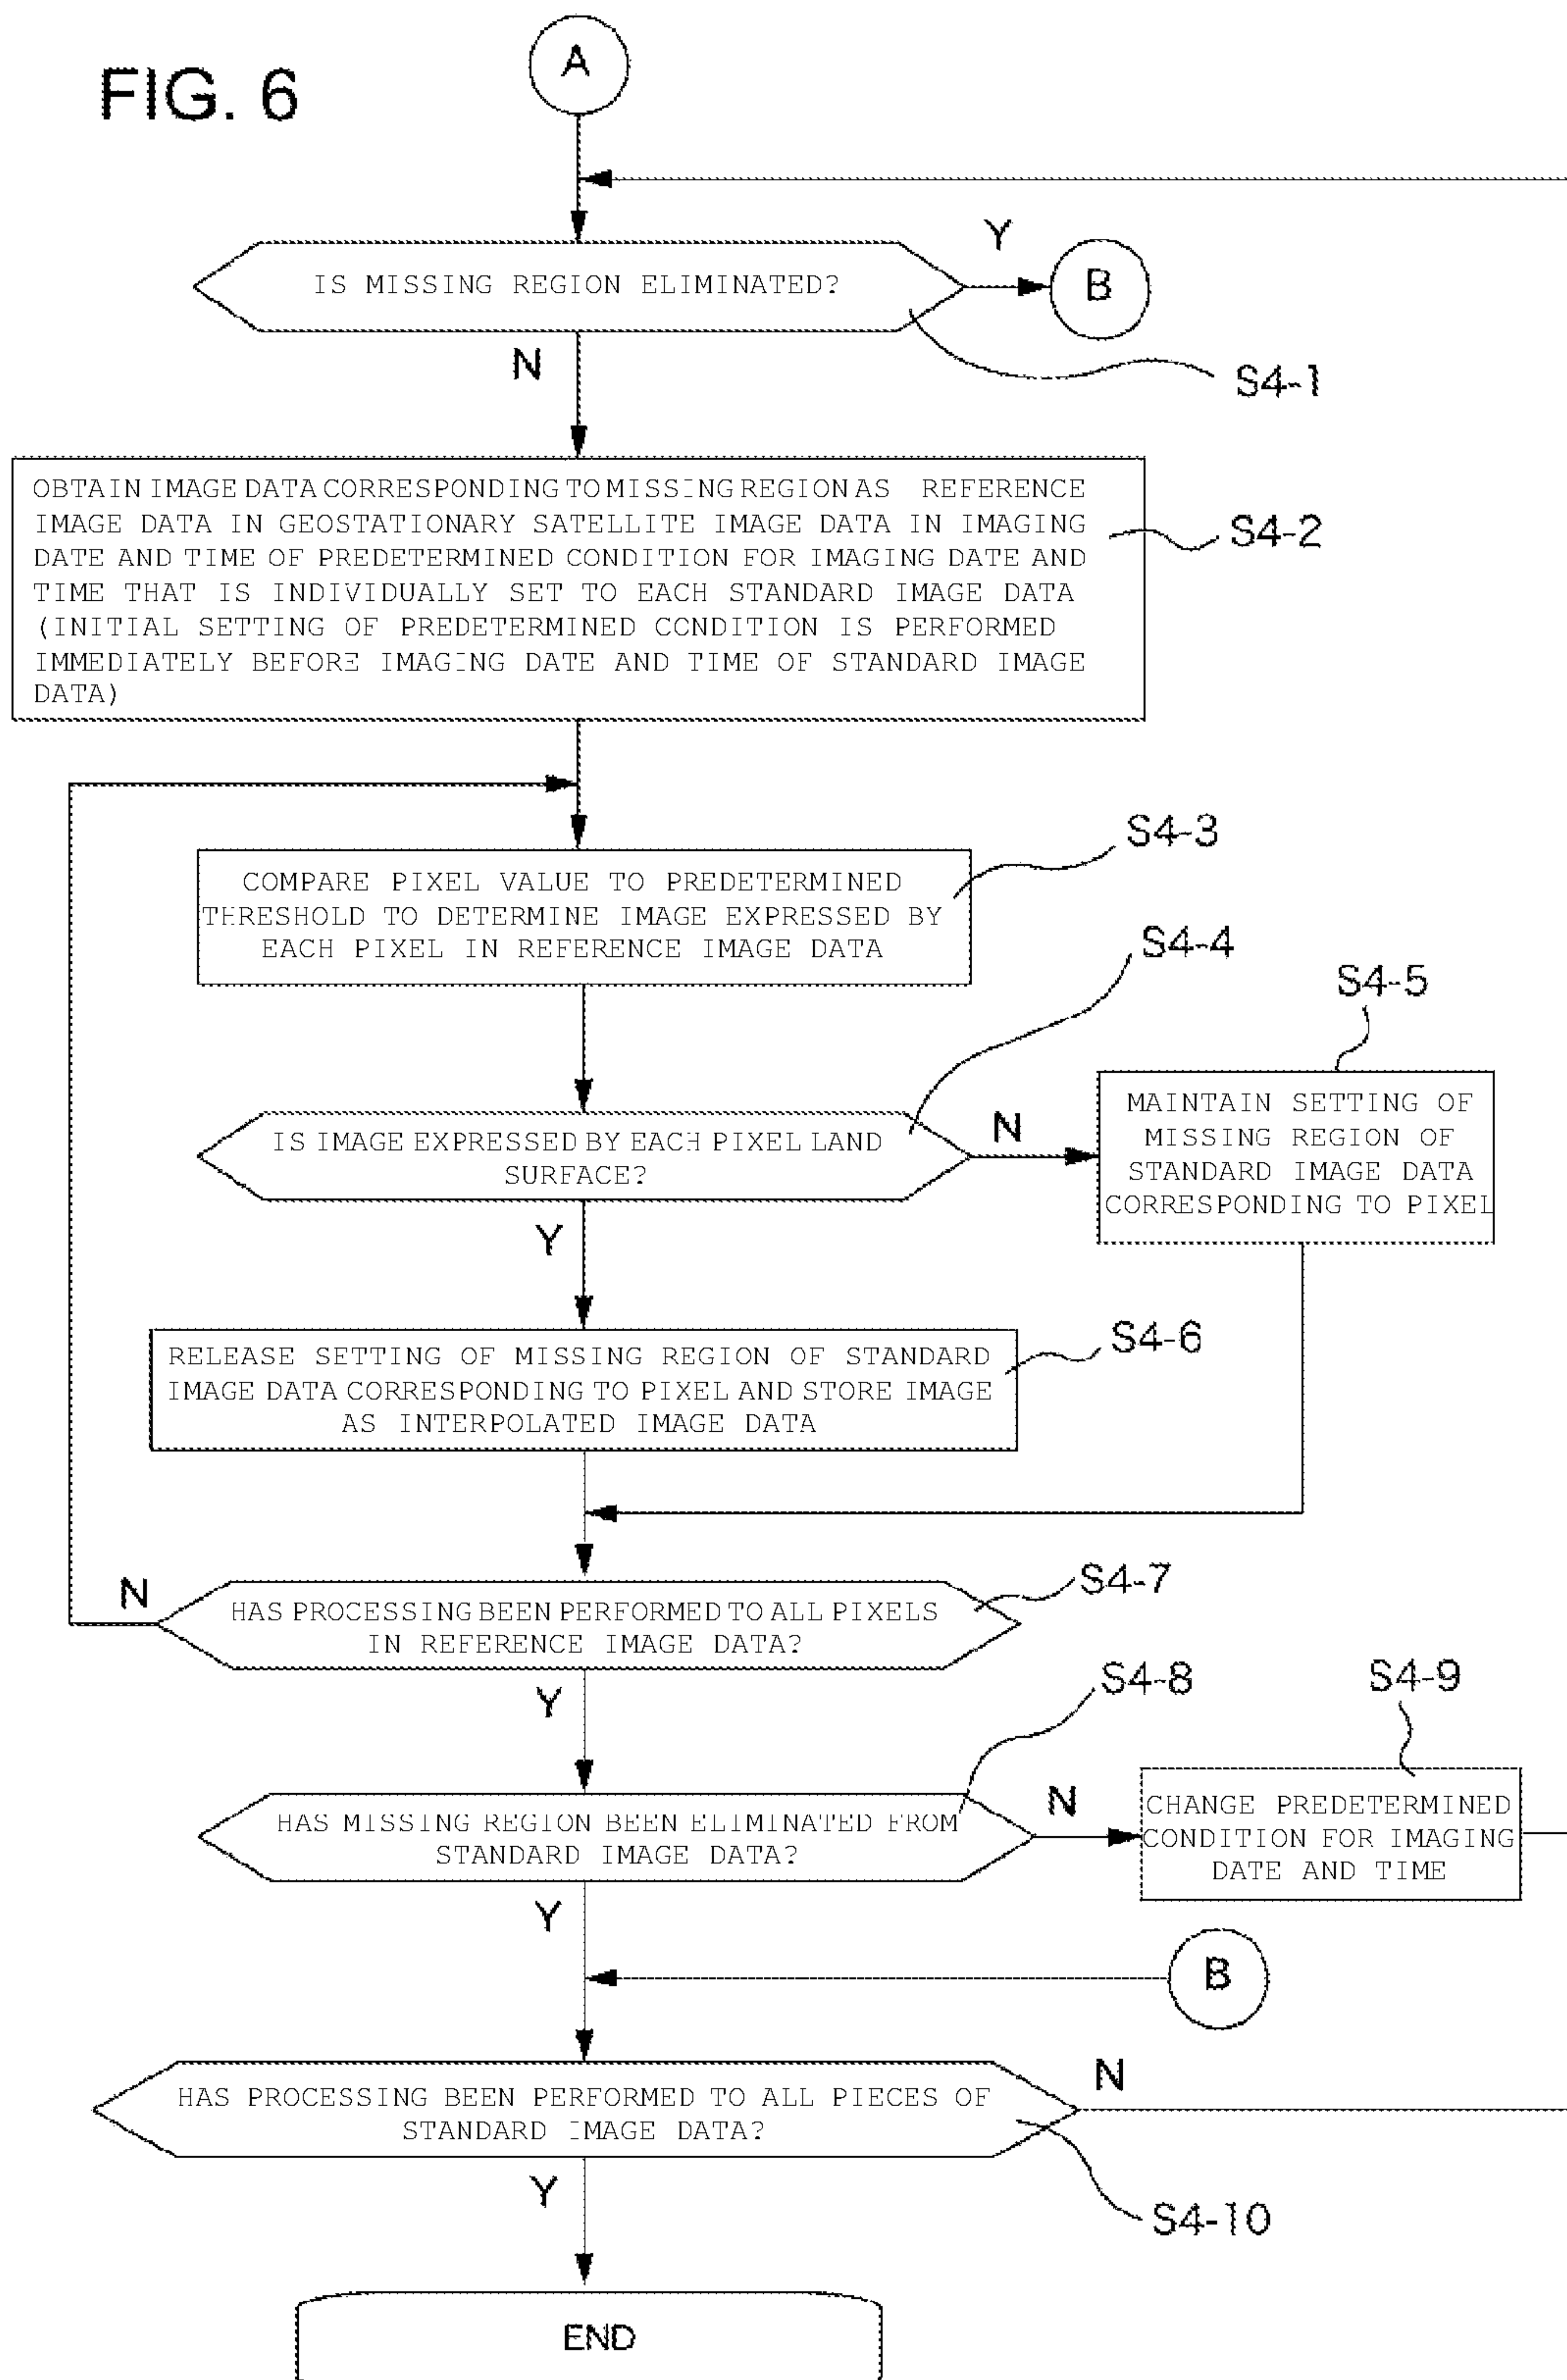 FIG. 6
A
IS MISSING REGION ELIMINATED?
Y
B
N
S4-1
OBTAIN IMAGE DATA CORRESPONDING TO MISSING REGION AS REFERENCE
IMAGE DATA IN GEOSTATIONARY SATELLITE IMAGE DATA IN IMAGING
DATE AND TIME OF PREDETERMINED CONDITION FOR IMAGING DATE AND
TIME THAT IS INDIVIDUALLY SET TO EACH STANDARD IMAGE DATA
(INITIAL SETTING OF PREDETERMINED CONDITION IS PERFORMED
IMMEDIATELY BEFORE IMAGING DATE AND TIME OF STANDARD IMAGE
DATA)
S4-2
S4-3
COMPARE PIXEL VALUE TO PREDETERMINED
THRESHOLD TO DETERMINE IMAGE EXPRESSED BY
EACH PIXEL IN REFERENCE IMAGE DATA
S4-4
IS IMAGE EXPRESSED BY EACH PIXEL LAND
SURFACE?
N
S4-5
MAINTAIN SETTING OF
MISSING REGION OF
STANDARD IMAGE DATA
CORRESPONDING TO PIXEL
Y
S4-6
RELEASE SETTING OF MISSING REGION OF STANDARD
IMAGE DATA CORRESPONDING TO PIXEL AND STORE IMAGE
AS INTERPOLATED IMAGE DATA
N
S4-7
HAS PROCESSING BEEN PERFORMED TO ALL PIXELS
IN REFERENCE IMAGE DATA?
Y
S4-8
HAS MISSING REGION BEEN ELIMINATED FROM
STANDARD IMAGE DATA?
N
S4-9
CHANGE PREDETERMINED
CONDITION FOR IMAGING
DATE AND TIME
Y
B
HAS PROCESSING BEEN PERFORMED TO ALL PIECES OF
STANDARD IMAGE DATA?
N
Y
S4-10
END